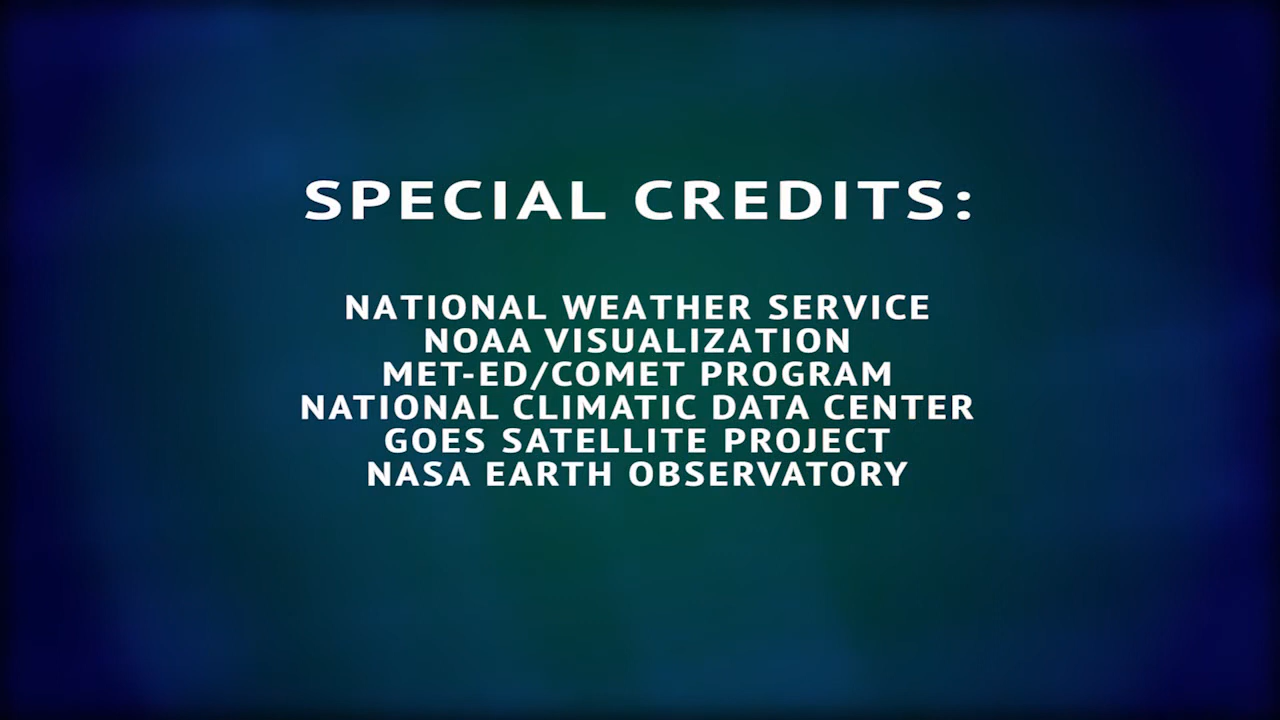 SPECIAL CREDITS:
NATIONAL WEATHER SERVICE
NOAA VISUALIZATION
MET-ED/COMET PROGRAM
NATIONAL CLIMATIC DATA CENTER
GOES SATELLITE PROJECT
NASA EARTH OBSERVATORY